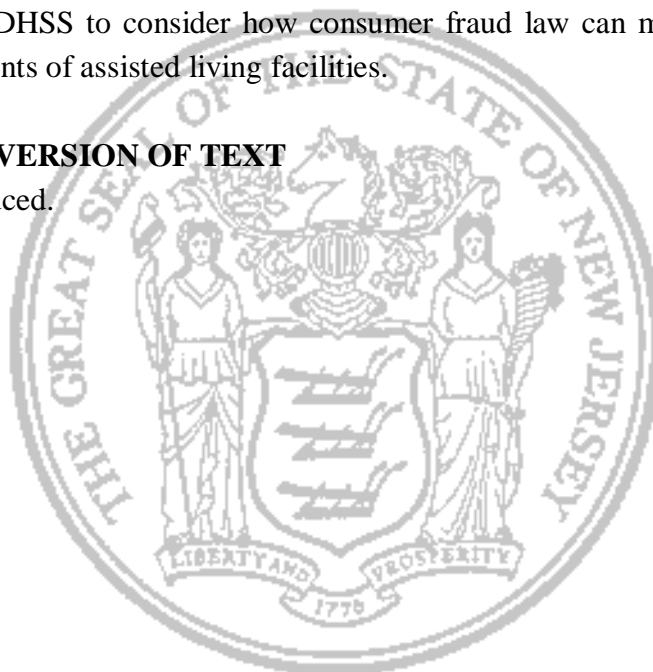 DHSS to consider how consumer fraud law can m
nts of assisted living facilities.
VERSION OF TEXT
uced.
THE GREAT SEAL OF THE STATE OF NEW JERSEY
LIBERTY AND PROSPERITY
1776